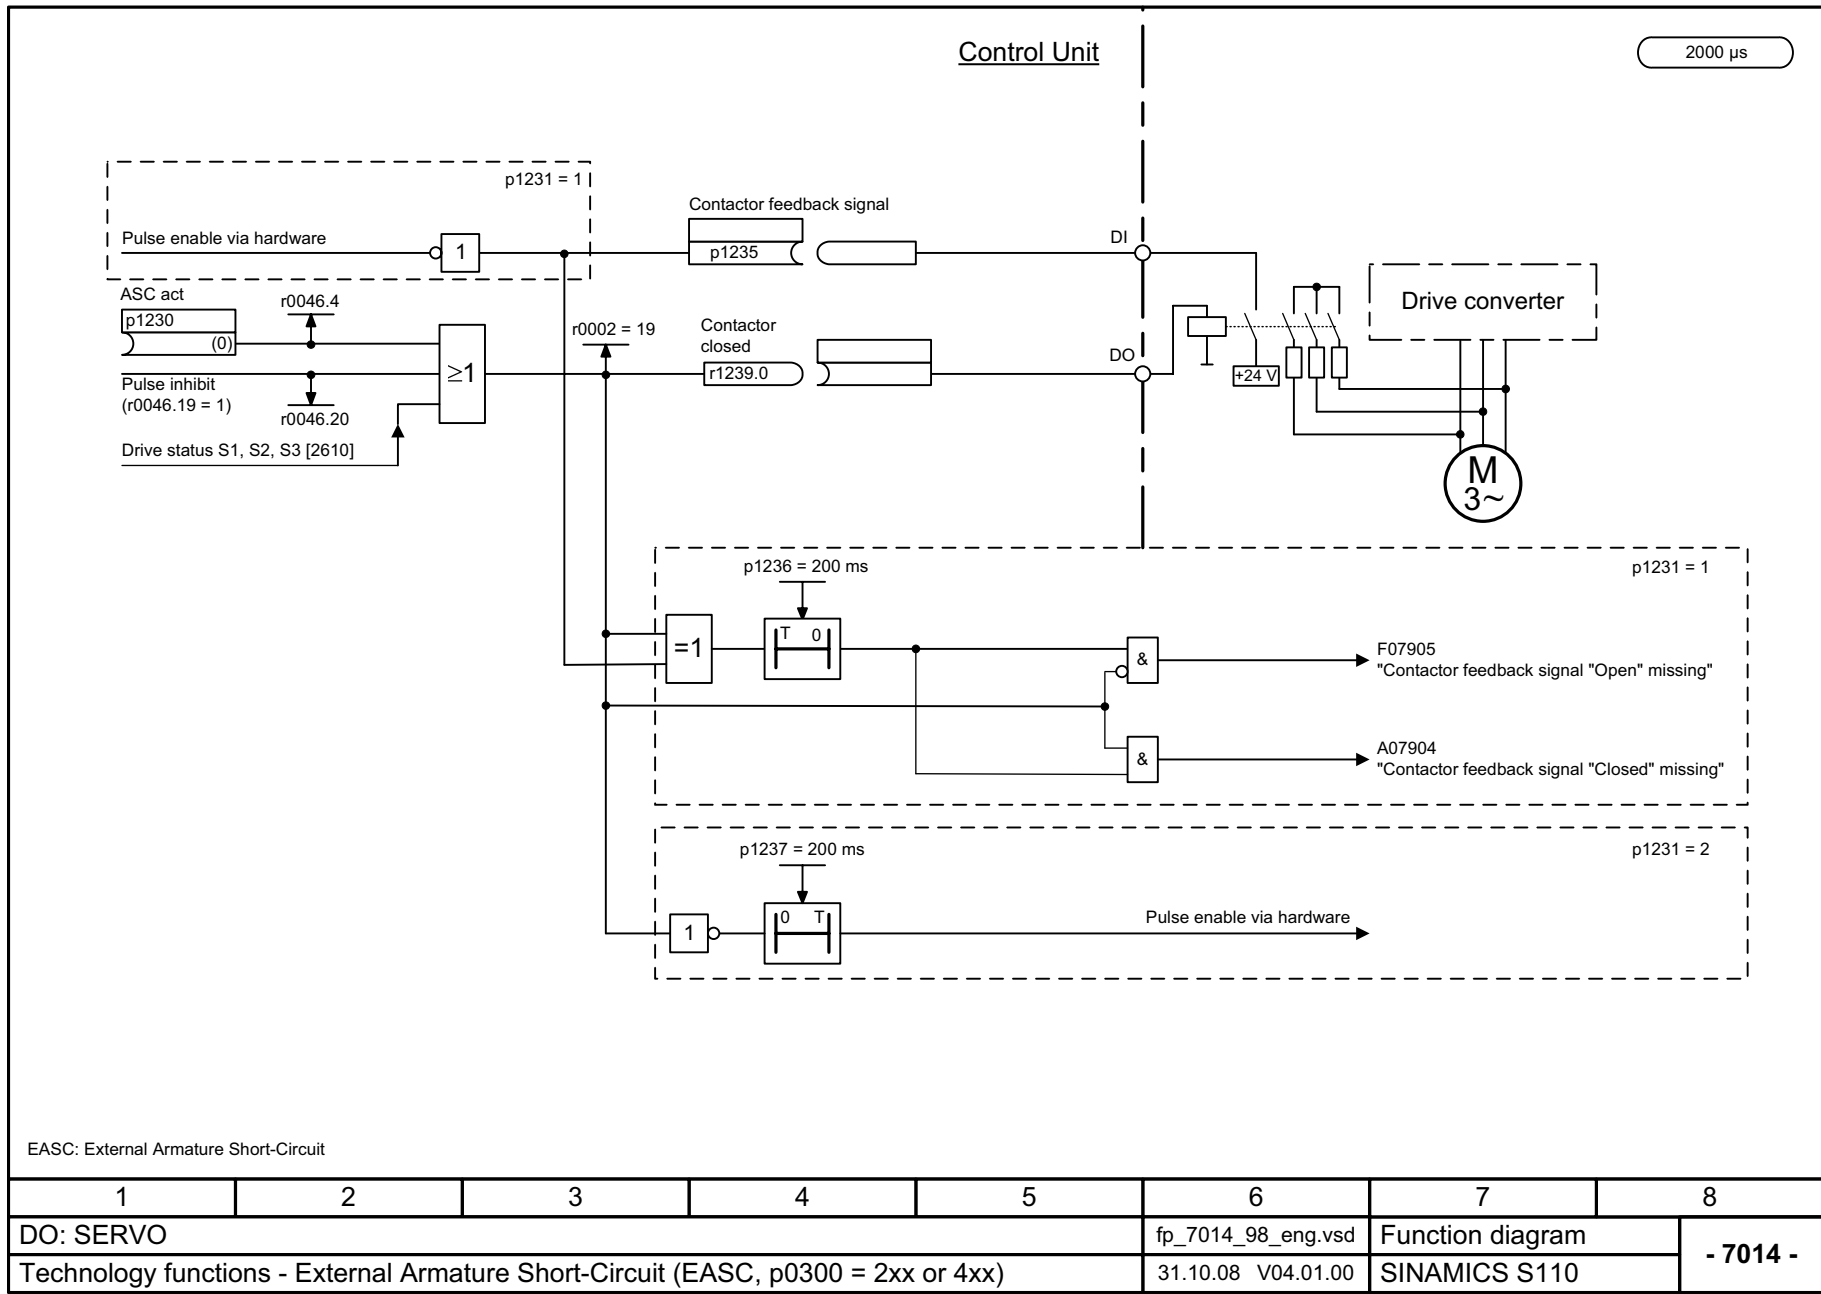 Control Unit
2000 µs
p1231 = 1
Contactor feedback signal
Pulse enable via hardware
1
p1235
DI
ASC act
r0046.4
p1230
(0)
r0002 = 19
Contactor
closed
≥1
r1239.0
DO
+24 V
Drive converter
Pulse inhibit
(r0046.19 = 1)
r0046.20
Drive status S1, S2, S3 [2610]
M
3~
p1236 = 200 ms
p1231 = 1
=1
T 0
&
F07905
"Contactor feedback signal "Open" missing"
&
A07904
"Contactor feedback signal "Closed" missing"
p1237 = 200 ms
p1231 = 2
1
0 T
Pulse enable via hardware
EASC: External Armature Short-Circuit
1 2 3 4 5 6 7 8
DO: SERVO
fp_7014_98_eng.vsd
Function diagram
- 7014 -
Technology functions - External Armature Short-Circuit (EASC, p0300 = 2xx or 4xx)
31.10.08 V04.01.00
SINAMICS S110